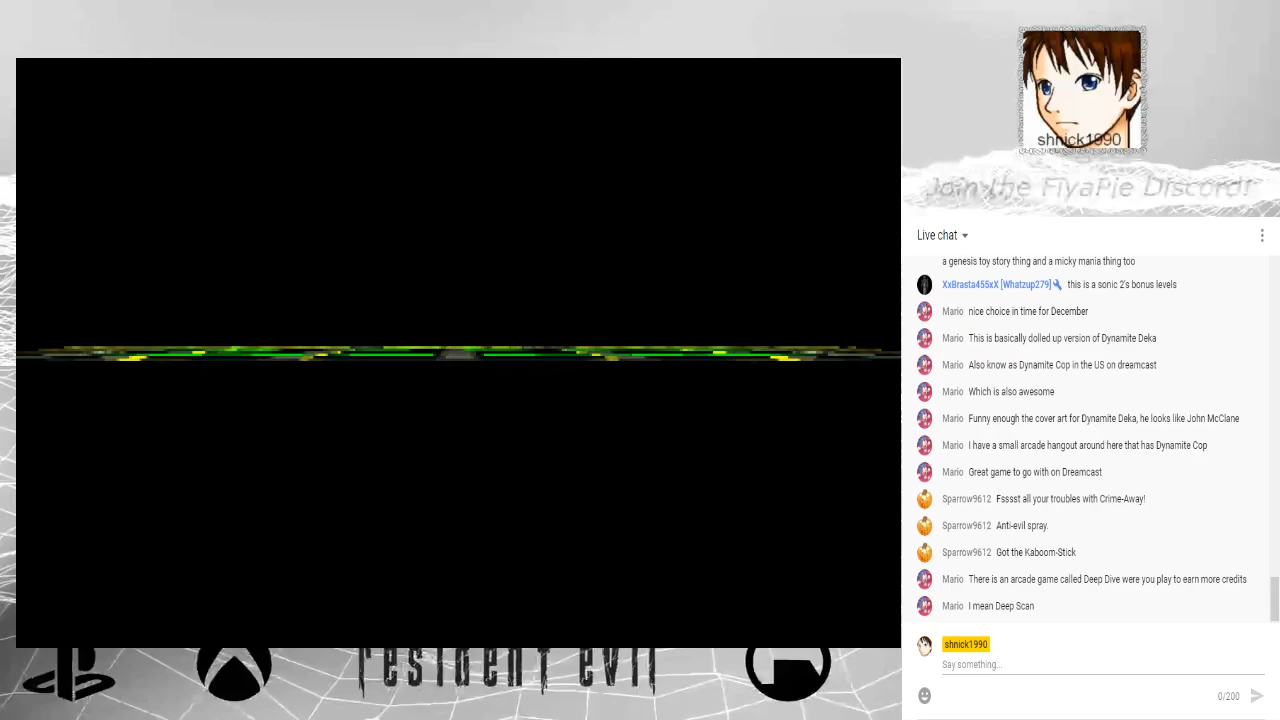 shnick1990
Join the FiyaPie Discord!
Live chat
a genesis toy story thing and a micky mania thing too
XxBrasta455xX [Whatzup279] this is a sonic 2's bonus levels
Mario nice choice in time for December
Mario This is basically dolled up version of Dynamite Deka
Mario Also know as Dynamite Cop in the US on dreamcast
Mario Which is also awesome
Mario Funny enough the cover art for Dynamite Deka, he looks like John McClane
Mario I have a small arcade hangout around here that has Dynamite Cop
Mario Great game to go with on Dreamcast
Sparrow9612 Fsssst all your troubles with Crime-Away!
Sparrow9612 Anti-evil spray.
Sparrow9612 Got the Kaboom-Stick
Mario There is an arcade game called Deep Dive were you play to earn more credits
Mario I mean Deep Scan
shnick1990
Say something...
0/200
resident evil